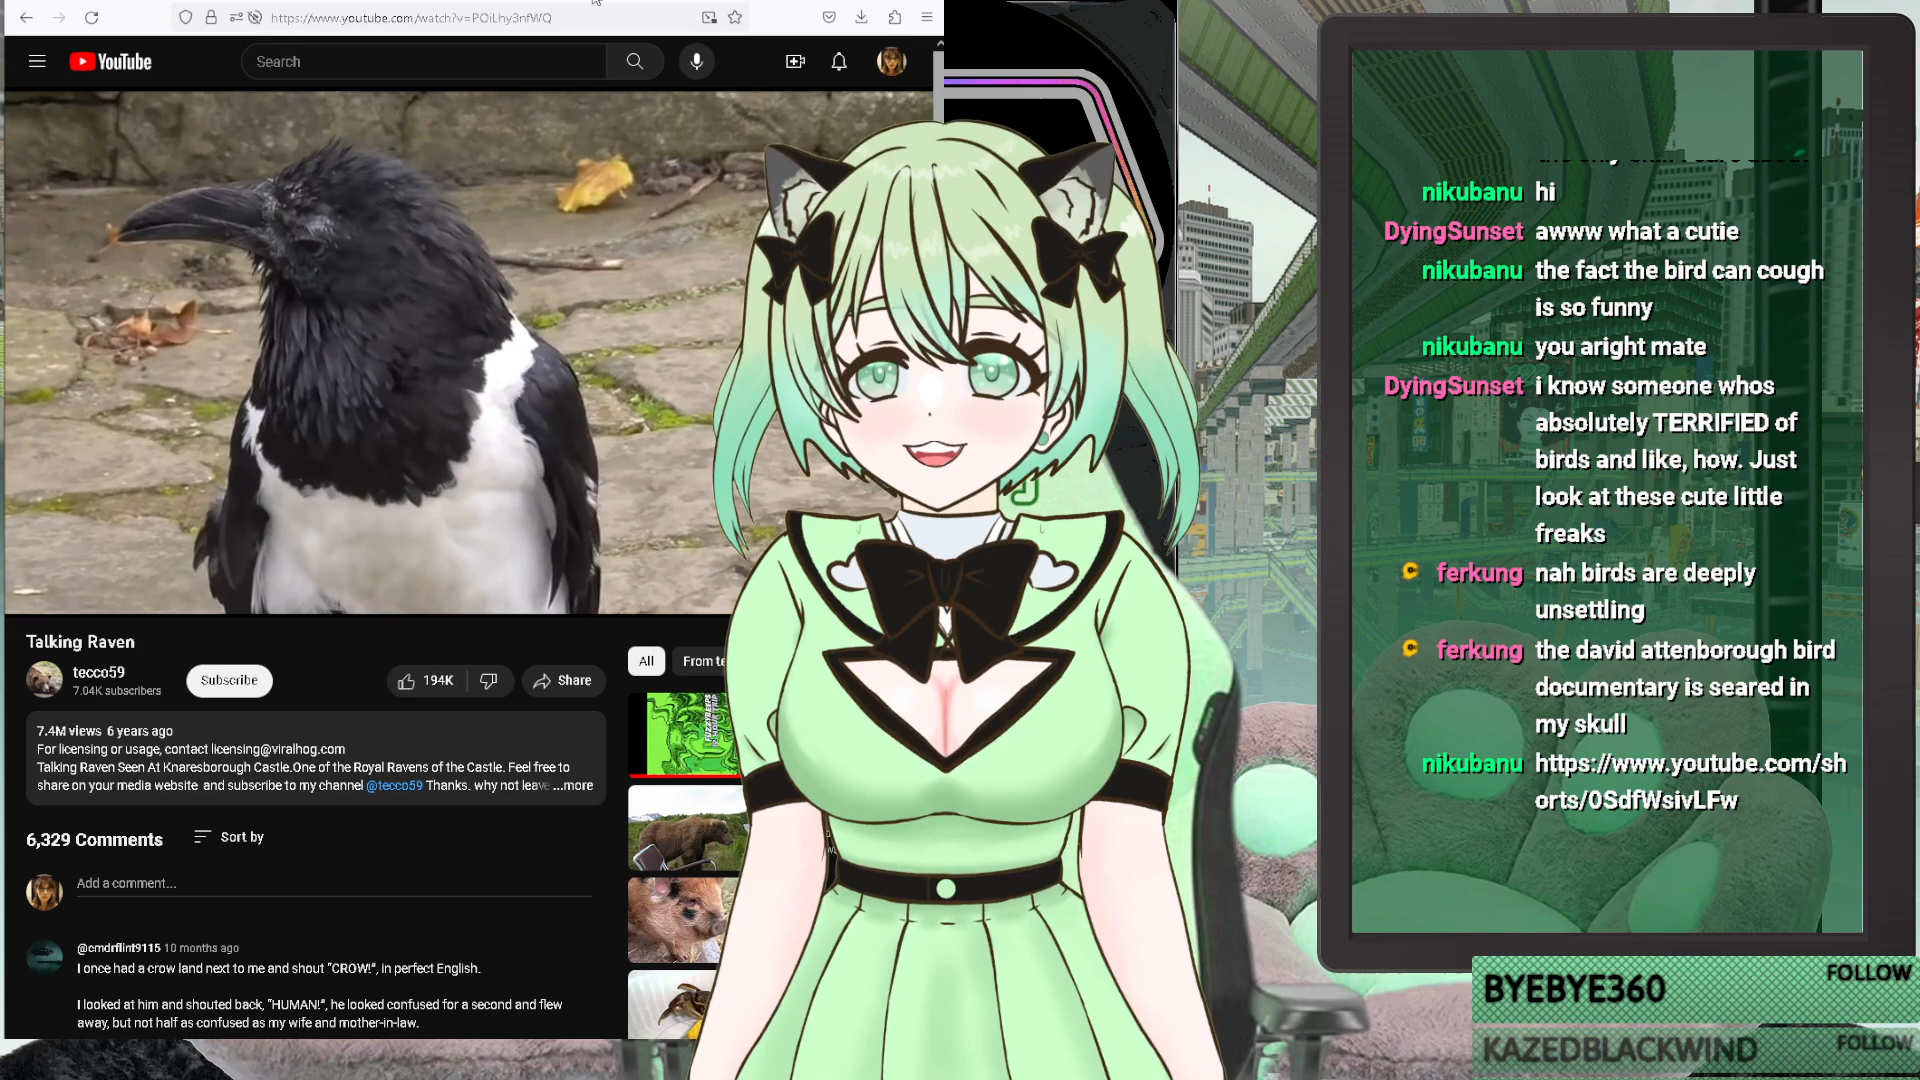 https://www.youtube.com/watch?v=POiLhy3nfWQ
YouTube
Search
Talking Raven
tecco59
7.04K subscribers
Subscribe
194K
Share
7.4M views 6 years ago
For licensing or usage, contact licensing@viralhog.com
Talking Raven Seen At Knaresborough Castle.One of the Royal Ravens of the Castle. Feel free to
share on your media website and subscribe to my channel @tecco59 Thanks. why not leave ...more
6,329 Comments
Sort by
Add a comment...
@cmdrflint9115 10 months ago
I once had a crow land next to me and shout "CROW!", in perfect English.
I looked at him and shouted back, "HUMAN!", he looked confused for a second and flew
away, but not half as confused as my wife and mother-in-law.
All
From te
nikubanu hi
DyingSunset awww what a cutie
nikubanu the fact the bird can cough
is so funny
nikubanu you aright mate
DyingSunset i know someone whos
absolutely TERRIFIED of
birds and like, how. Just
look at these cute little
freaks
ferkung nah birds are deeply
unsettling
ferkung the david attenborough bird
documentary is seared in
my skull
nikubanu https://www.youtube.com/sh
orts/0SdfWsivLFw
BYEBYE360 FOLLOW
KAZEDBLACKWIND FOLLOW